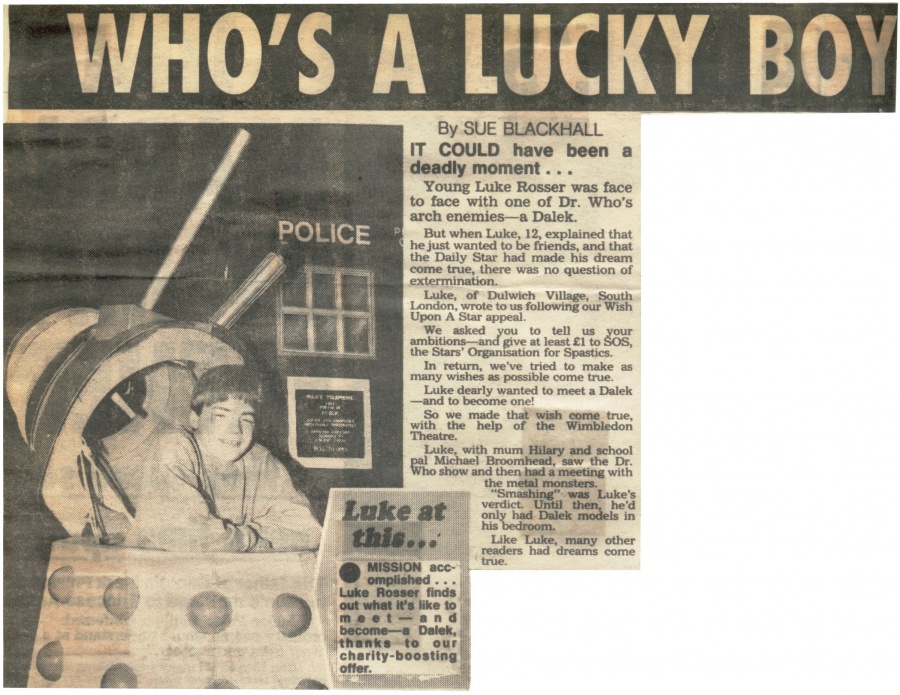 WHO'S A LUCKY BOY
By SUE BLACKHALL
IT COULD have been a
deadly moment . . .
Young Luke Rosser was face
to face with one of Dr. Who's
arch enemies—a Dalek.
But when Luke, 12, explained that
he just wanted to be friends, and that
the Daily Star had made his dream
come true, there was no question of
extermination.
Luke, of Dulwich Village, South
London, wrote to us following our Wish
Upon A Star appeal.
We asked you to tell us your
ambitions—and give at least £1 to SOS,
the Stars' Organisation for Spastics.
In return, we've tried to make as
many wishes as possible come true.
Luke dearly wanted to meet a Dalek
—and to become one!
So we made that wish come true,
with the help of the Wimbledon
Theatre.
Luke, with mum Hilary and school
pal Michael Broomhead, saw the Dr.
Who show and then had a meeting with
the metal monsters.
"Smashing" was Luke's
verdict. Until then, he'd
only had Dalek models in
his bedroom.
Like Luke, many other
readers had dreams come
true.
POLICE
POLICE TELEPHONE
FREE
Luke at
this...
● MISSION acc-
omplished . . .
Luke Rosser finds
out what it's like to
meet—and
become—a Dalek,
thanks to our
charity-boosting
offer.